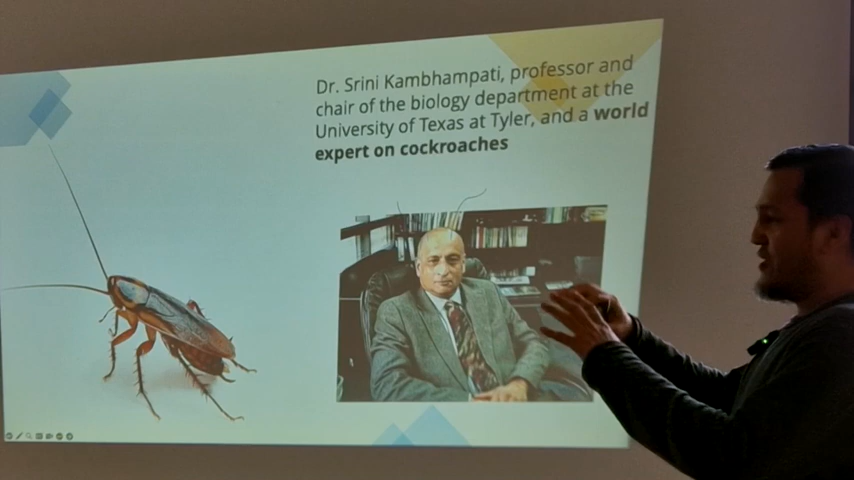 Dr. Srini Kambhampati, professor and
chair of the biology department at the
University of Texas at Tyler, and a world
expert on cockroaches